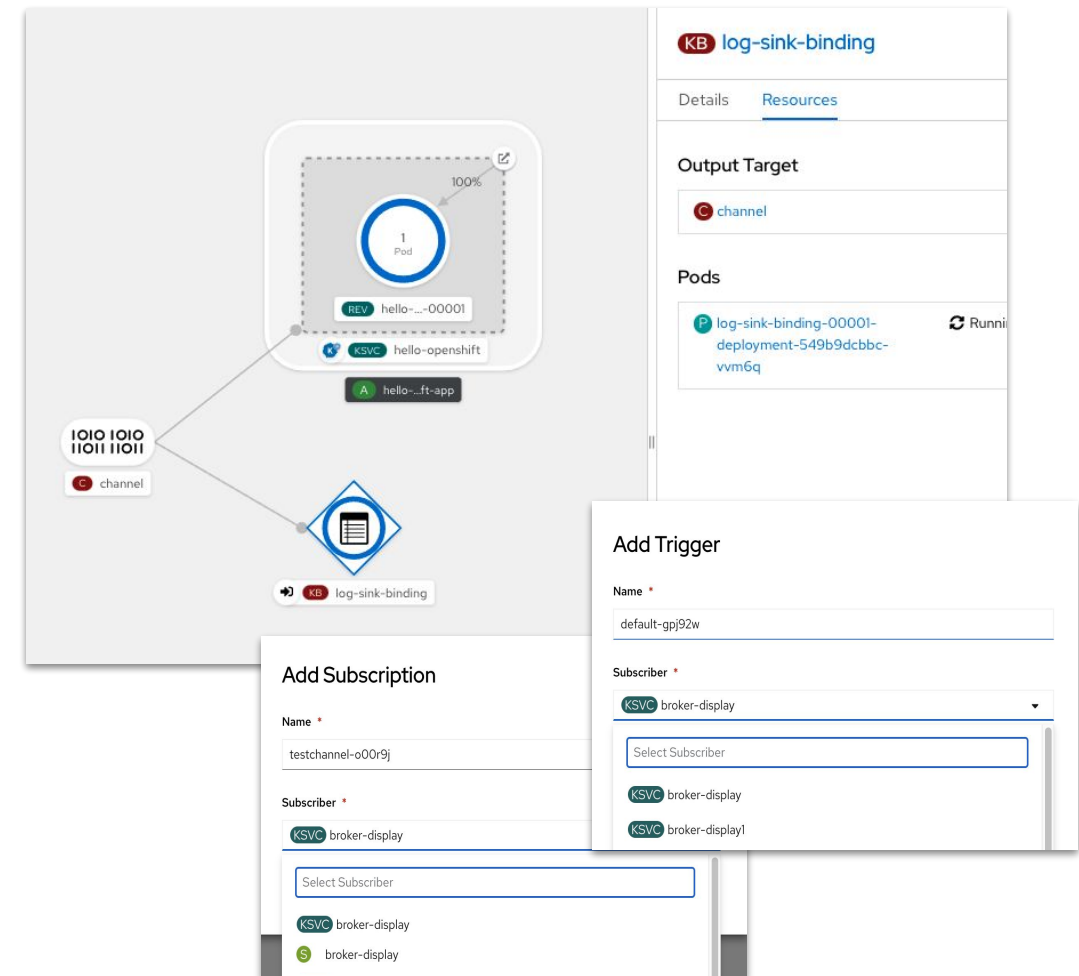 KB log-sink-binding
Details Resources
Output Target
C channel
Pods
P log-sink-binding-00001-
deployment-549b9dcbbc-
vvm6q
Runni
100%
1
Pod
REV hello-...-00001
KSVC hello-openshift
A hello-...ft-app
1010 1010
11011 11011
C channel
KB log-sink-binding
Add Trigger
Name *
default-gpj92w
Subscriber *
KSVC broker-display
Select Subscriber
KSVC broker-display
KSVC broker-display1
Add Subscription
Name *
testchannel-o00r9j
Subscriber *
KSVC broker-display
Select Subscriber
KSVC broker-display
S broker-display